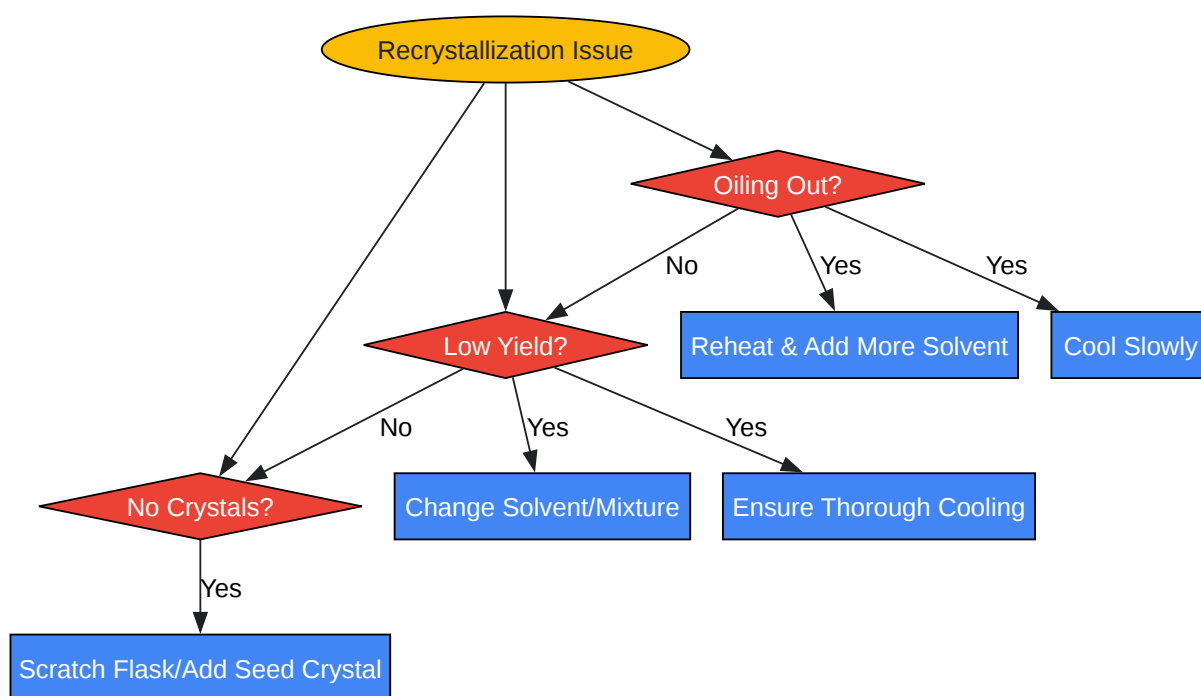 Recrystallization Issue
Oiling Out?
No
Yes
Yes
Low Yield?
Reheat & Add More Solvent
Cool Slowly
No
Yes
Yes
No Crystals?
Change Solvent/Mixture
Ensure Thorough Cooling
Yes
Scratch Flask/Add Seed Crystal